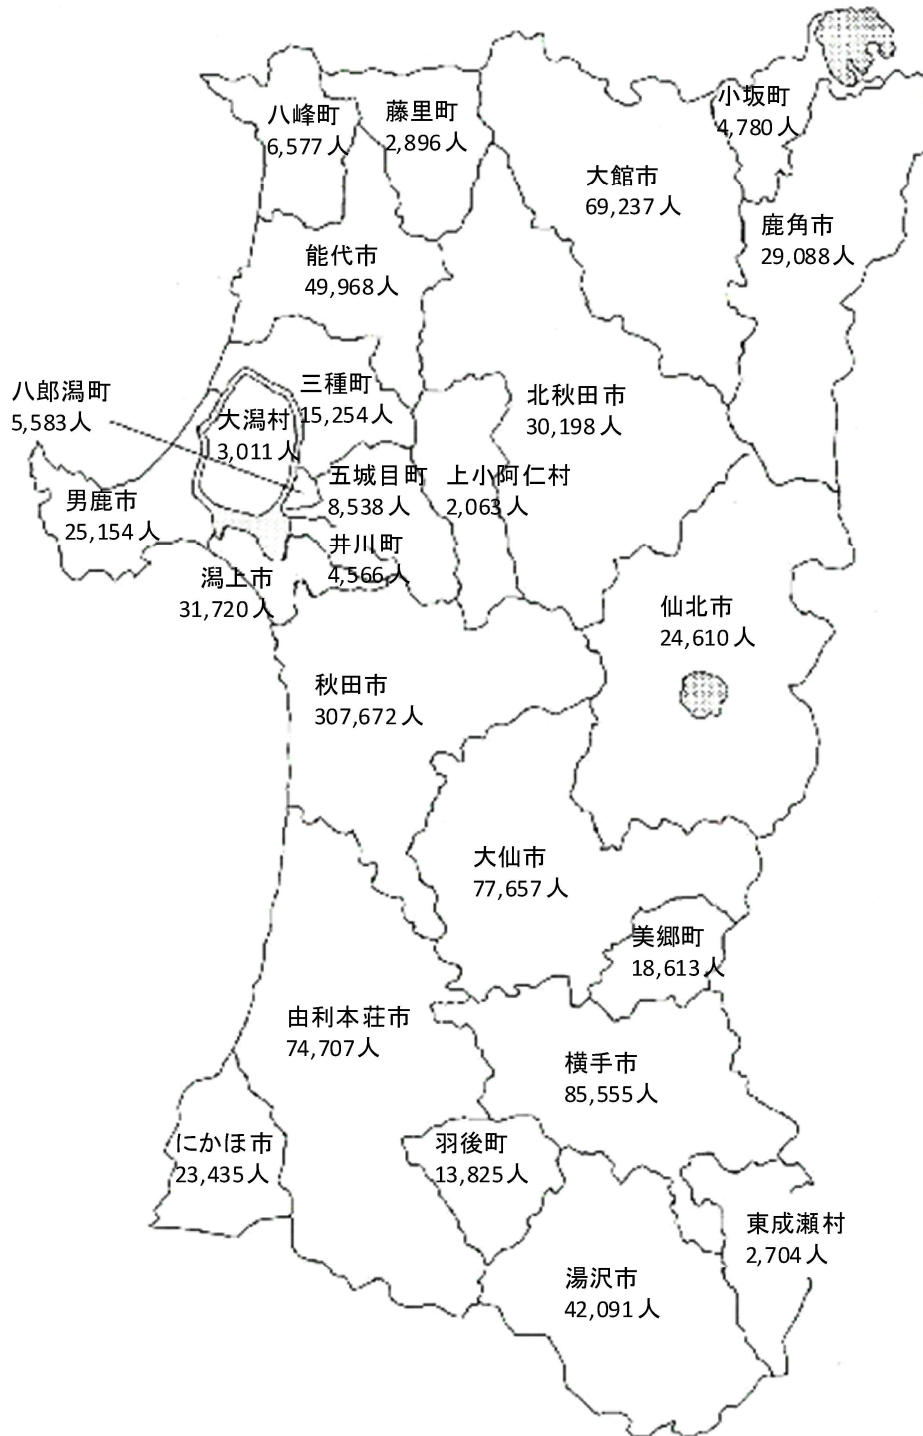 八峰町
6,577人
藤里町
2,896人
小坂町
4,780人
大館市
69,237人
鹿角市
29,088人
能代市
49,968人
八郎潟町
5,583人
三種町
15,254人
大潟村
3,011人
北秋田市
30,198人
男鹿市
25,154人
五城目町
8,538人
上小阿仁村
2,063人
井川町
4,566人
潟上市
31,720人
仙北市
24,610人
秋田市
307,672人
大仙市
77,657人
美郷町
18,613人
由利本荘市
74,707人
横手市
85,555人
にかほ市
23,435人
羽後町
13,825人
東成瀬村
2,704人
湯沢市
42,091人